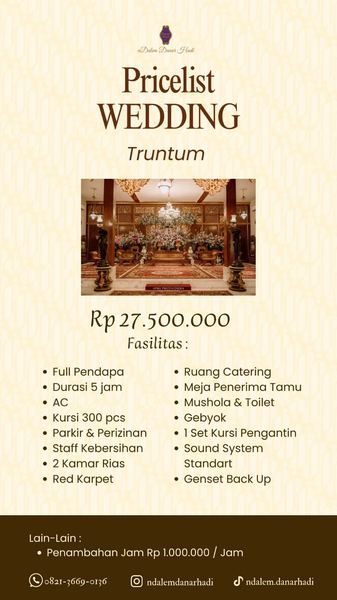 nDalem Danar Hadi
Pricelist
WEDDING
Truntum
Rp 27.500.000
Fasilitas :
• Full Pendapa
• Durasi 5 jam
• AC
• Kursi 300 pcs
• Parkir & Perizinan
• Staff Kebersihan
• 2 Kamar Rias
• Red Karpet
• Ruang Catering
• Meja Penerima Tamu
• Mushola & Toilet
• Gebyok
• 1 Set Kursi Pengantin
• Sound System
Standart
• Genset Back Up
Lain-Lain :
• Penambahan Jam Rp 1.000.000 / Jam
0821-3669-0136
ndalemdanarhadi
ndalem.danarhadi